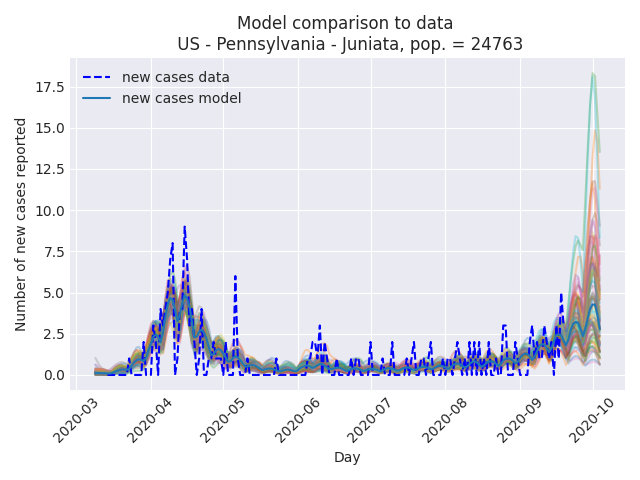 Model comparison to data
US - Pennsylvania - Juniata, pop. = 24763
new cases data
new cases model
Number of new cases reported
17.5
15.0
12.5
10.0
7.5
5.0
2.5
0.0
2020-03
2020-04
2020-05
2020-06
2020-07
2020-08
2020-09
2020-10
Day